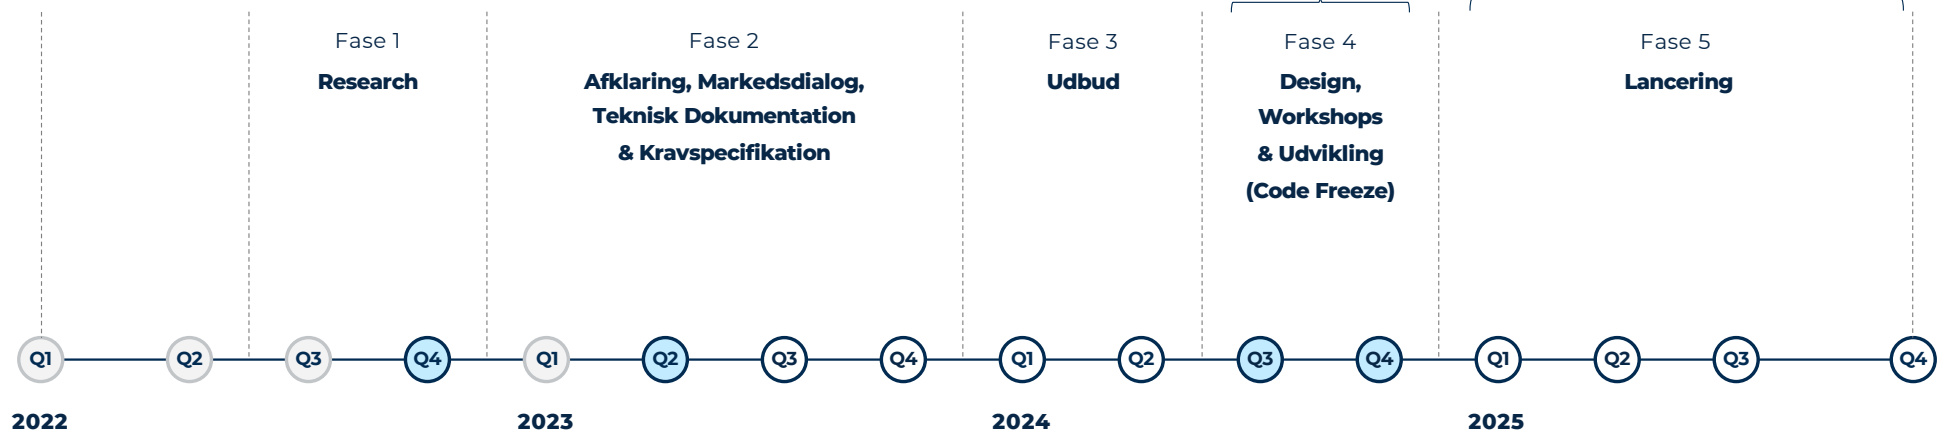 Fase 1
Research
Fase 2
Afklaring, Markedsdialog,
Teknisk Dokumentation
& Kravspecifikation
Fase 3
Udbud
Fase 4
Design,
Workshops
& Udvikling
(Code Freeze)
Fase 5
Lancering
Q1 Q2 Q3 Q4 Q1 Q2 Q3 Q4 Q1 Q2 Q3 Q4 Q1 Q2 Q3 Q4
2022 2023 2024 2025